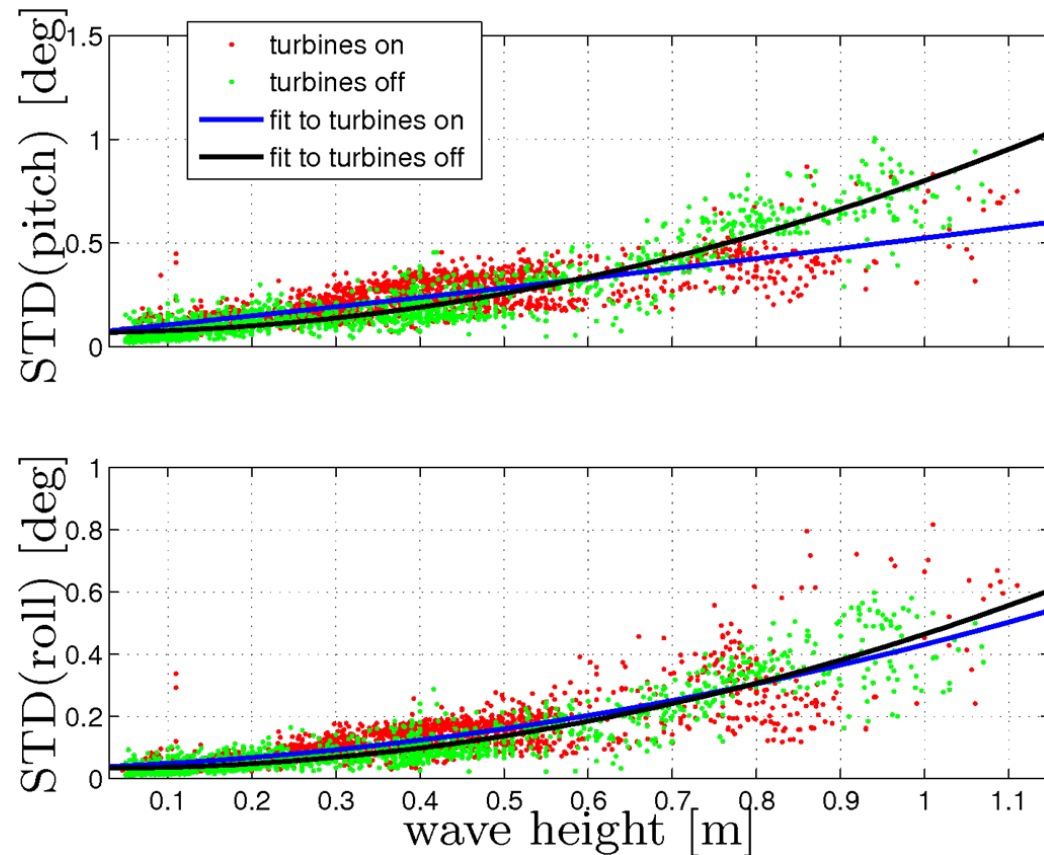 STD(pitch) [deg]
1.5
1
0.5
0
turbines on
turbines off
fit to turbines on
fit to turbines off
STD(roll) [deg]
1
0.8
0.6
0.4
0.2
0
0.1 0.2 0.3 0.4 0.5 0.6 0.7 0.8 0.9 1 1.1
wave height [m]